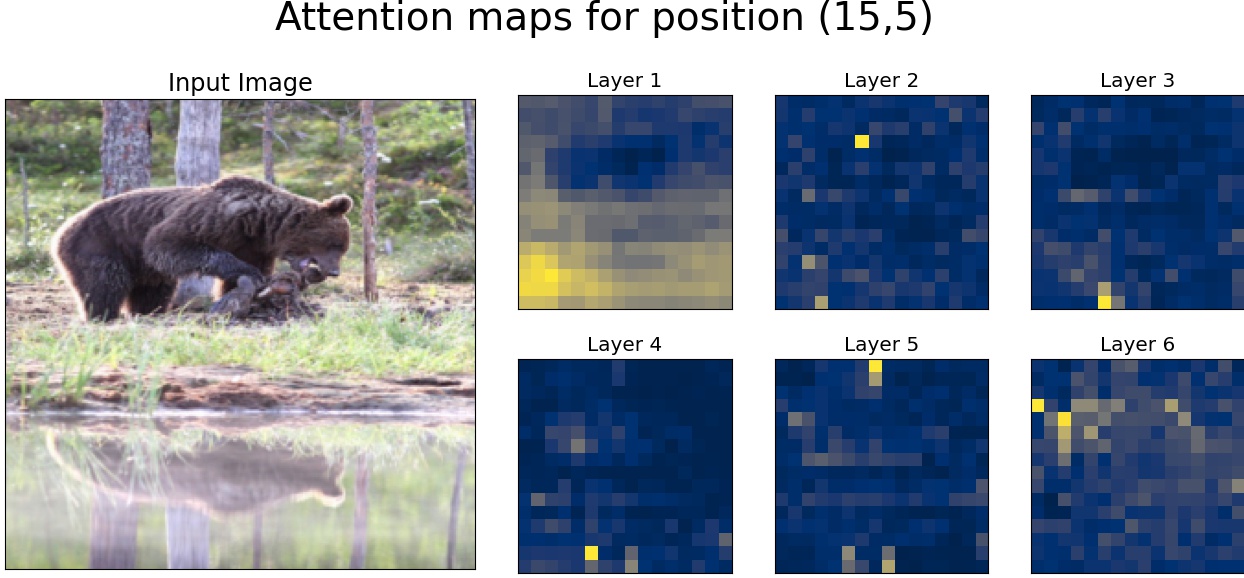 Attention maps for position (15,5)
Input Image
Layer 1
Layer 2
Layer 3
Layer 4
Layer 5
Layer 6